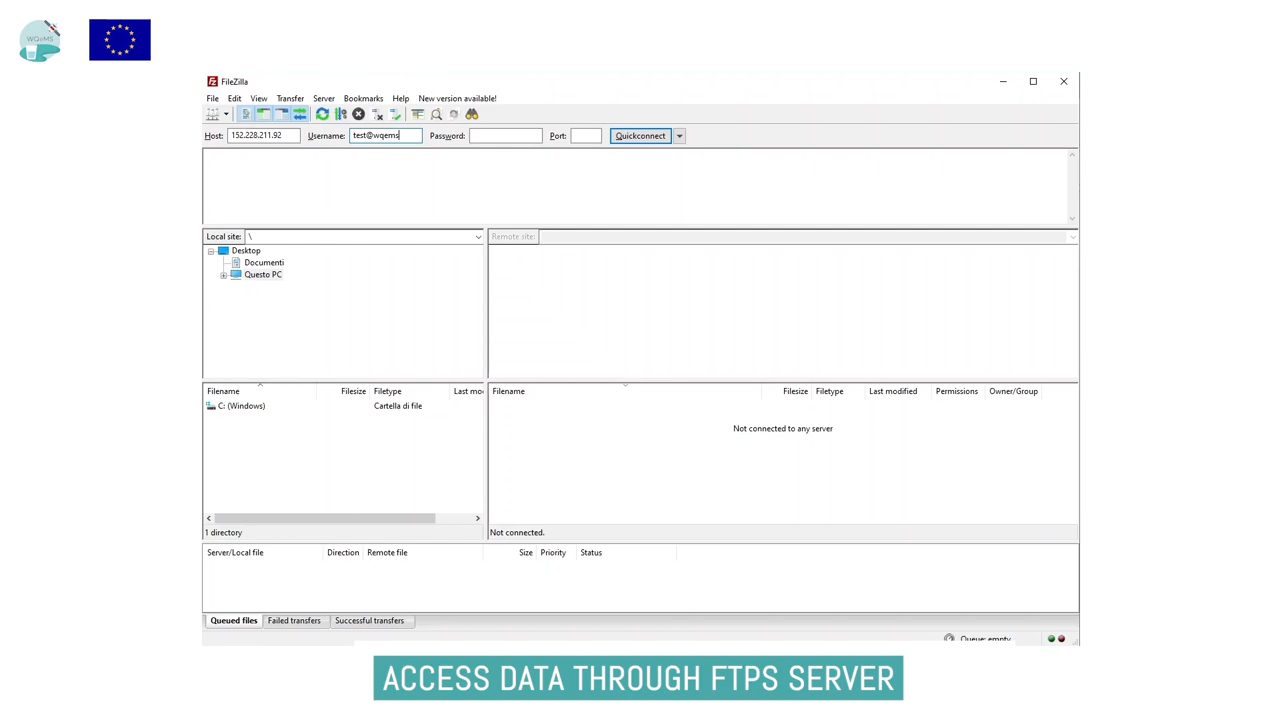 WQeMS
FileZilla
File Edit View Transfer Server Bookmarks Help New version available!
Host: 152.228.211.92 Username: test@wqems Password: Port: Quickconnect
Local site: \
Remote site:
Desktop
Documenti
Questo PC
Filename Filesize Filetype Last mo
C: (Windows) Cartella di file
1 directory
Filename Filesize Filetype Last modified Permissions Owner/Group
Not connected to any server
Not connected.
Server/Local file Direction Remote file Size Priority Status
Queued files Failed transfers Successful transfers
Queue: empty
ACCESS DATA THROUGH FTPS SERVER